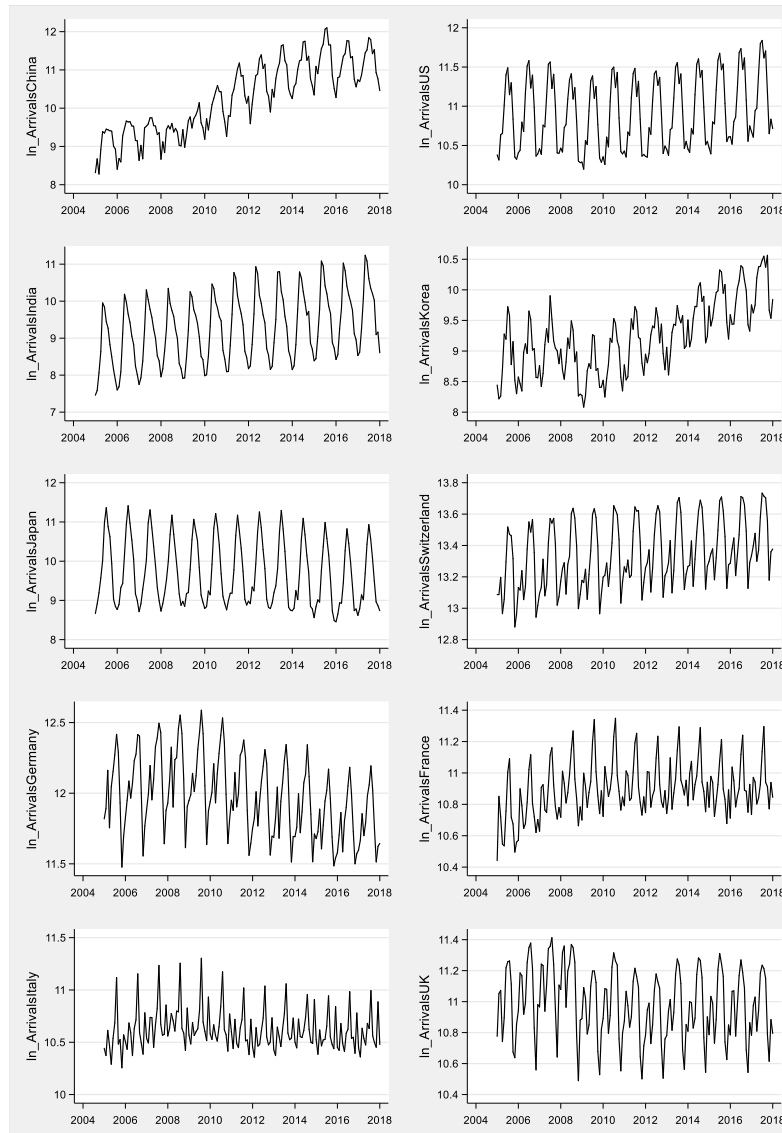 ln_ArrivalsChina
12
11
10
9
8
2004 2006 2008 2010 2012 2014 2016 2018
ln_ArrivalsUS
12
11.5
11
10.5
10
2004 2006 2008 2010 2012 2014 2016 2018
ln_ArrivalsIndia
11
10
9
8
7
2004 2006 2008 2010 2012 2014 2016 2018
ln_ArrivalsKorea
10.5
10
9.5
9
8.5
8
2004 2006 2008 2010 2012 2014 2016 2018
ln_ArrivalsJapan
12
11
10
9
8
2004 2006 2008 2010 2012 2014 2016 2018
ln_ArrivalsSwitzerland
13.8
13.6
13.4
13.2
13
12.8
2004 2006 2008 2010 2012 2014 2016 2018
ln_ArrivalsGermany
12.5
12
11.5
2004 2006 2008 2010 2012 2014 2016 2018
ln_ArrivalsFrance
11.4
11.2
11
10.8
10.6
10.4
2004 2006 2008 2010 2012 2014 2016 2018
ln_ArrivalsItaly
11.5
11
10.5
10
2004 2006 2008 2010 2012 2014 2016 2018
ln_ArrivalsUK
11.4
11.2
11
10.8
10.6
10.4
2004 2006 2008 2010 2012 2014 2016 2018